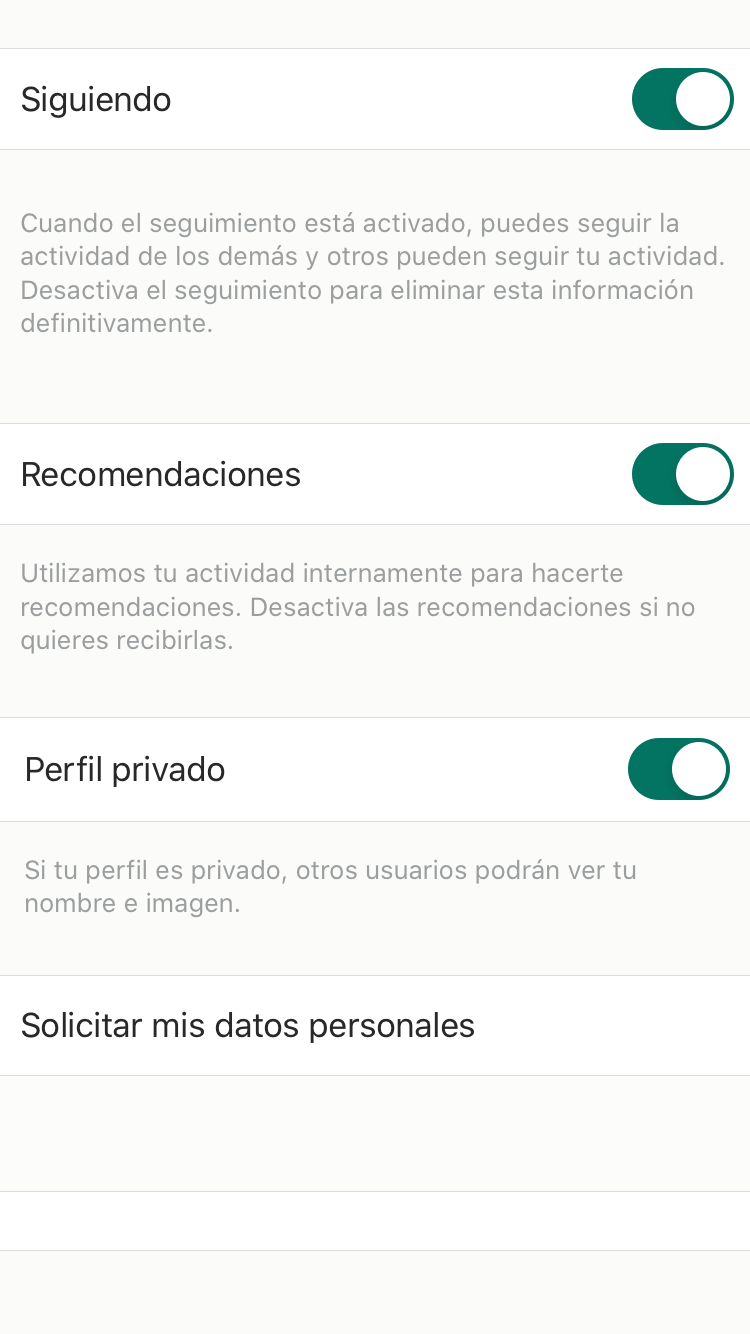 Siguiendo
Cuando el seguimiento está activado, puedes seguir la
actividad de los demás y otros pueden seguir tu actividad.
Desactiva el seguimiento para eliminar esta información
definitivamente.
Recomendaciones
Utilizamos tu actividad internamente para hacerte
recomendaciones. Desactiva las recomendaciones si no
quieres recibirlas.
Perfil privado
Si tu perfil es privado, otros usuarios podrán ver tu
nombre e imagen.
Solicitar mis datos personales